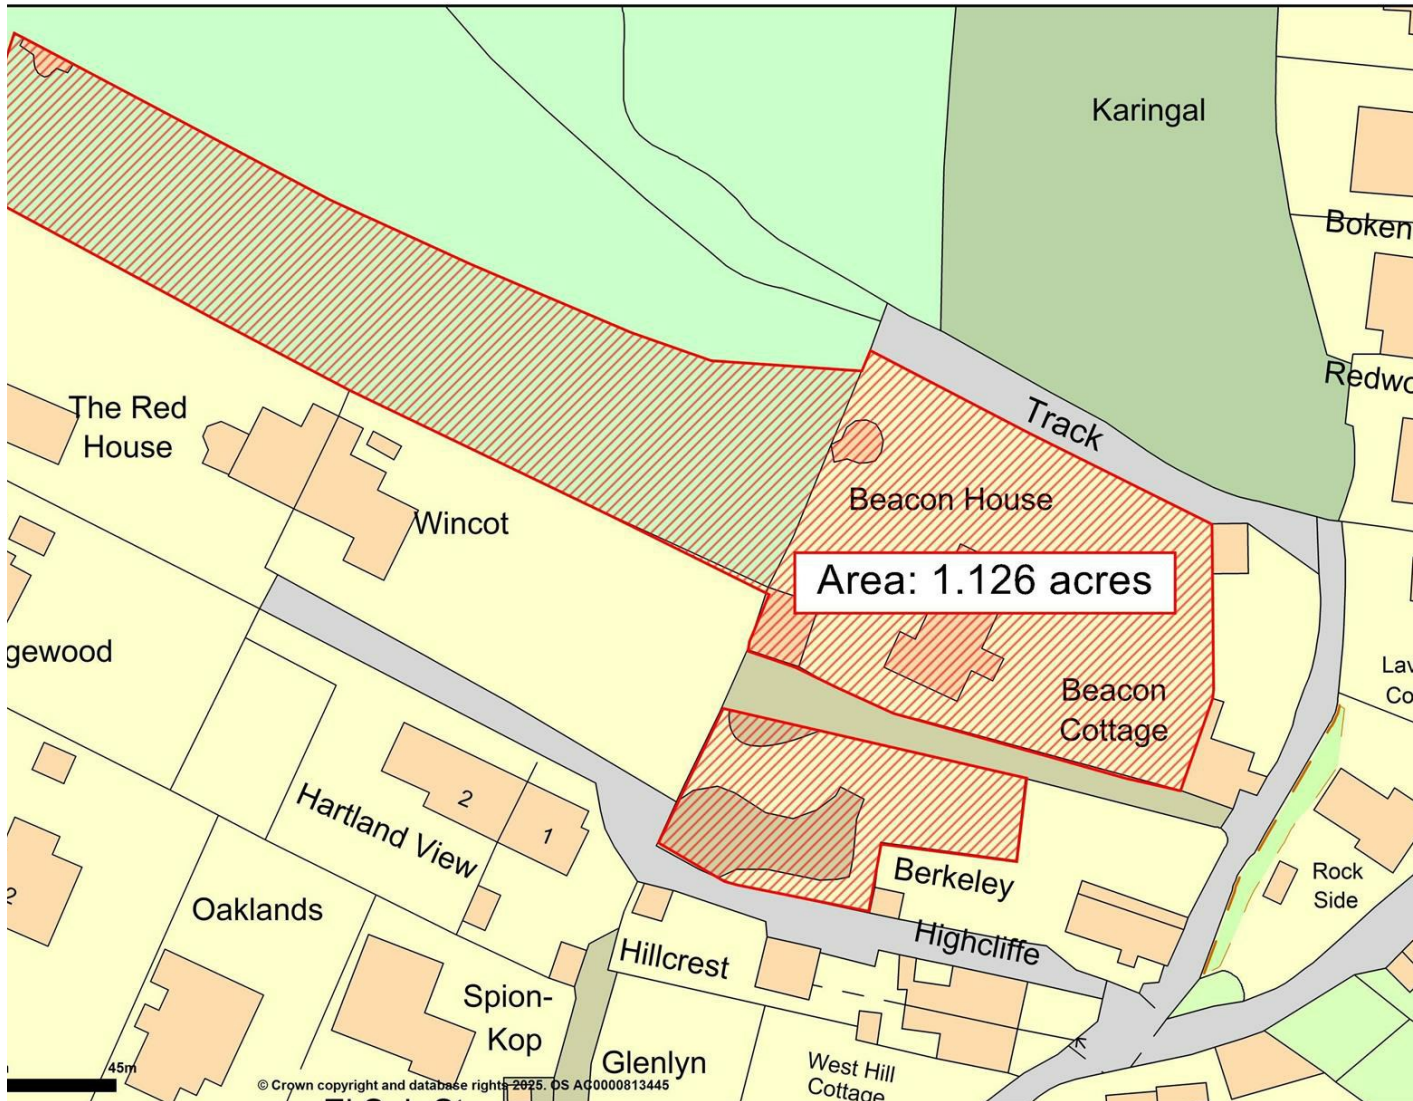 Karingal
Boken
Redwo
Track
The Red
House
Beacon House
Wincot
Area: 1.126 acres
gewood
Lav
Co
Beacon
Cottage
Hartland View
2
1
Berkeley
Rock
Side
2
Oaklands
Highcliffe
Hillcrest
Spion-
Kop
Glenlyn
West Hill
Cottage
45m
© Crown copyright and database rights 2025. OS AC0000813445